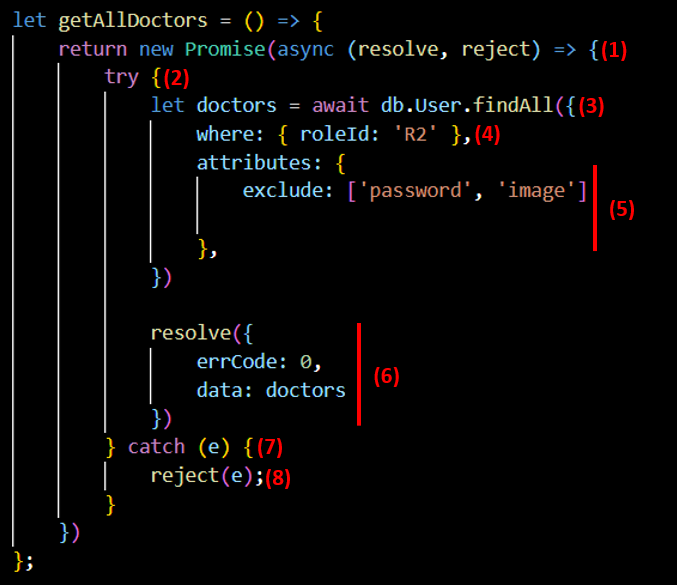 let getAllDoctors = () => {
return new Promise(async (resolve, reject) => { (1)
try { (2)
let doctors = await db.User.findAll({ (3)
where: { roleId: 'R2' }, (4)
attributes: {
exclude: ['password', 'image']
(5)
},
})
resolve({
errCode: 0,
(6)
data: doctors
})
} catch (e) { (7)
reject(e); (8)
}
})
};